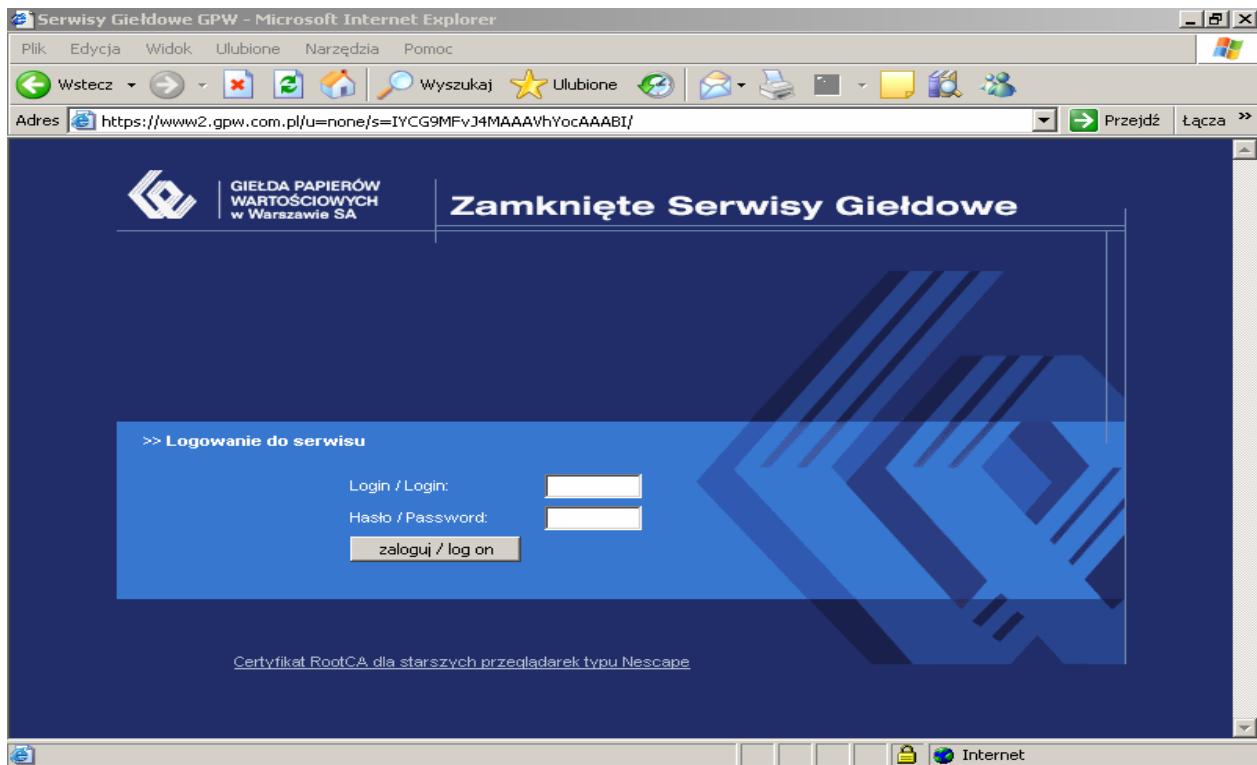 Serwisy Giełdowe GPW - Microsoft Internet Explorer
Plik Edycja Widok Ulubione Narzędzia Pomoc
Wstecz Wyszukaj Ulubione
Adres https://www2.gpw.com.pl/u=none/s=IYCG9MFvJ4MAAAVhYocAAABI/ Przejdź Łącza »
GIEŁDA PAPIERÓW
WARTOŚCIOWYCH
w Warszawie SA
Zamknięte Serwisy Giełdowe
>> Logowanie do serwisu
Login / Login:
Hasło / Password:
zaloguj / log on
Certyfikat RootCA dla starszych przeglądarek typu Nescape
Internet